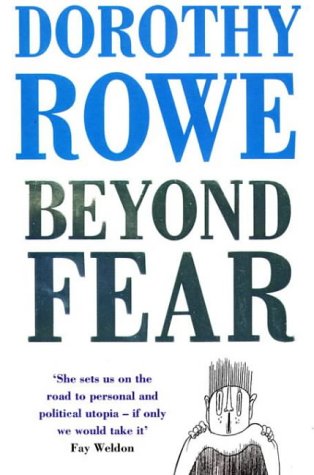 DOROTHY
ROWE
BEYOND
FEAR
‘She sets us on the
road to personal and
political utopia – if only
we would take it’
Fay Weldon